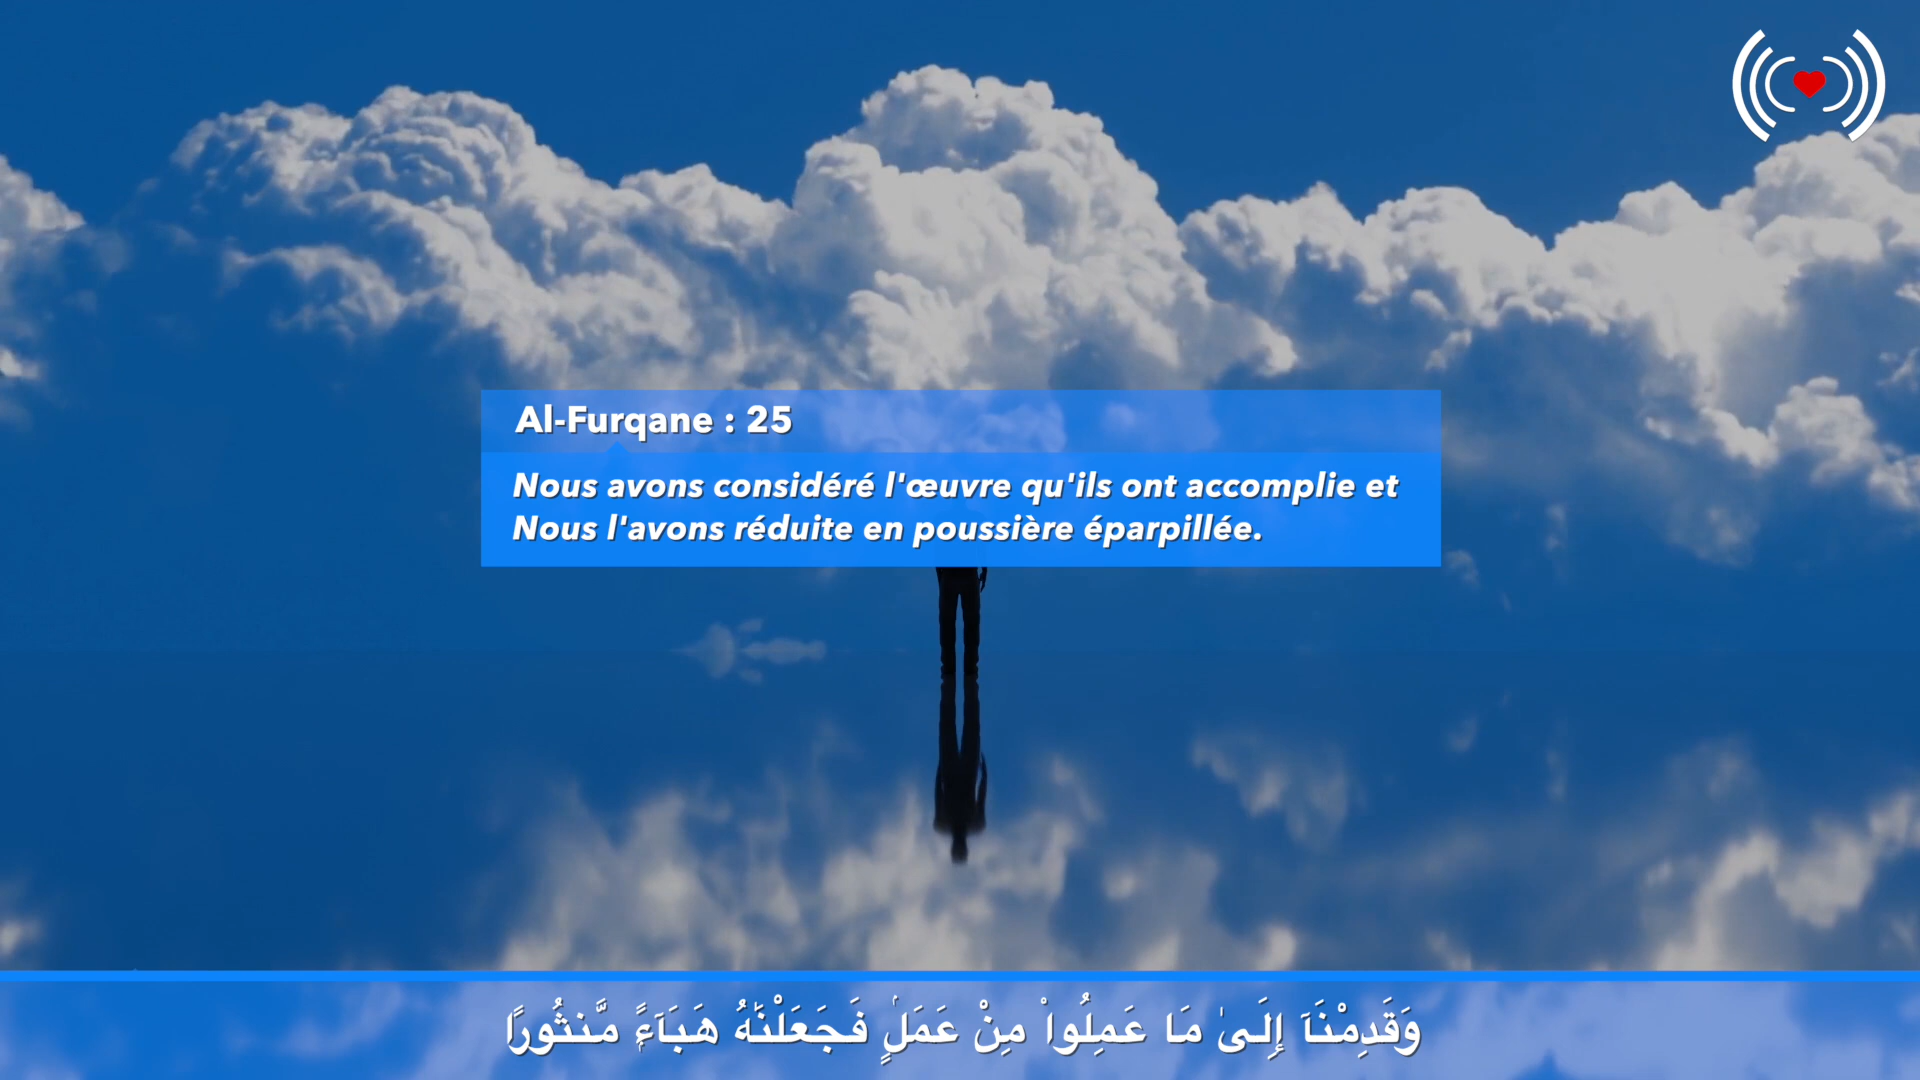 Al-Furqane : 25
Nous avons considéré l'œuvre qu'ils ont accomplie et
Nous l'avons réduite en poussière éparpillée.
وَقَدِمْنَآ إِلَىٰ مَا عَمِلُوا۟ مِنْ عَمَلٍۢ فَجَعَلْنَٰهُ هَبَآءًۭ مَّنثُورًا